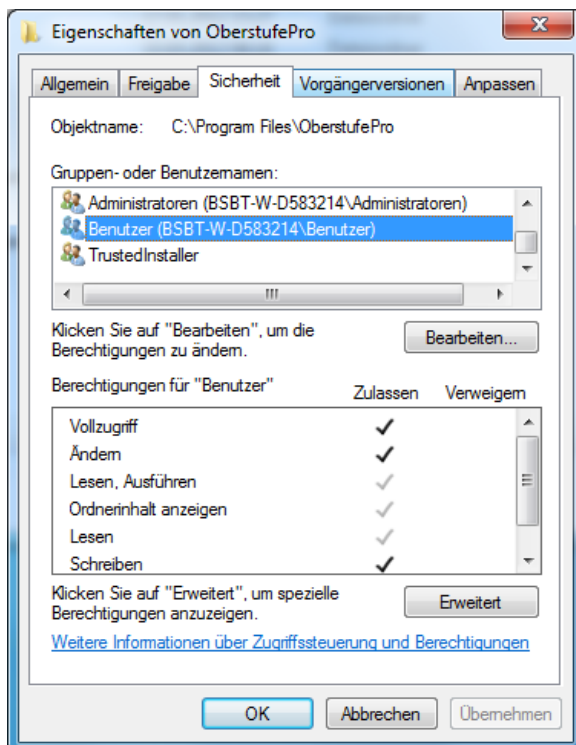 Eigenschaften von OberstufePro
Allgemein Freigabe Sicherheit Vorgängerversionen Anpassen
Objektname: C:\Program Files\OberstufePro
Gruppen- oder Benutzernamen:
Administratoren (BSBT-W-D583214\Administratoren)
Benutzer (BSBT-W-D583214\Benutzer)
TrustedInstaller
Klicken Sie auf "Bearbeiten", um die
Berechtigungen zu ändern.
Bearbeiten...
Berechtigungen für "Benutzer" Zulassen Verweigern
Vollzugriff
Ändern
Lesen, Ausführen
Ordnerinhalt anzeigen
Lesen
Schreiben
Klicken Sie auf "Erweitert", um spezielle
Berechtigungen anzuzeigen.
Erweitert
Weitere Informationen über Zugriffssteuerung und Berechtigungen
OK Abbrechen Übernehmen